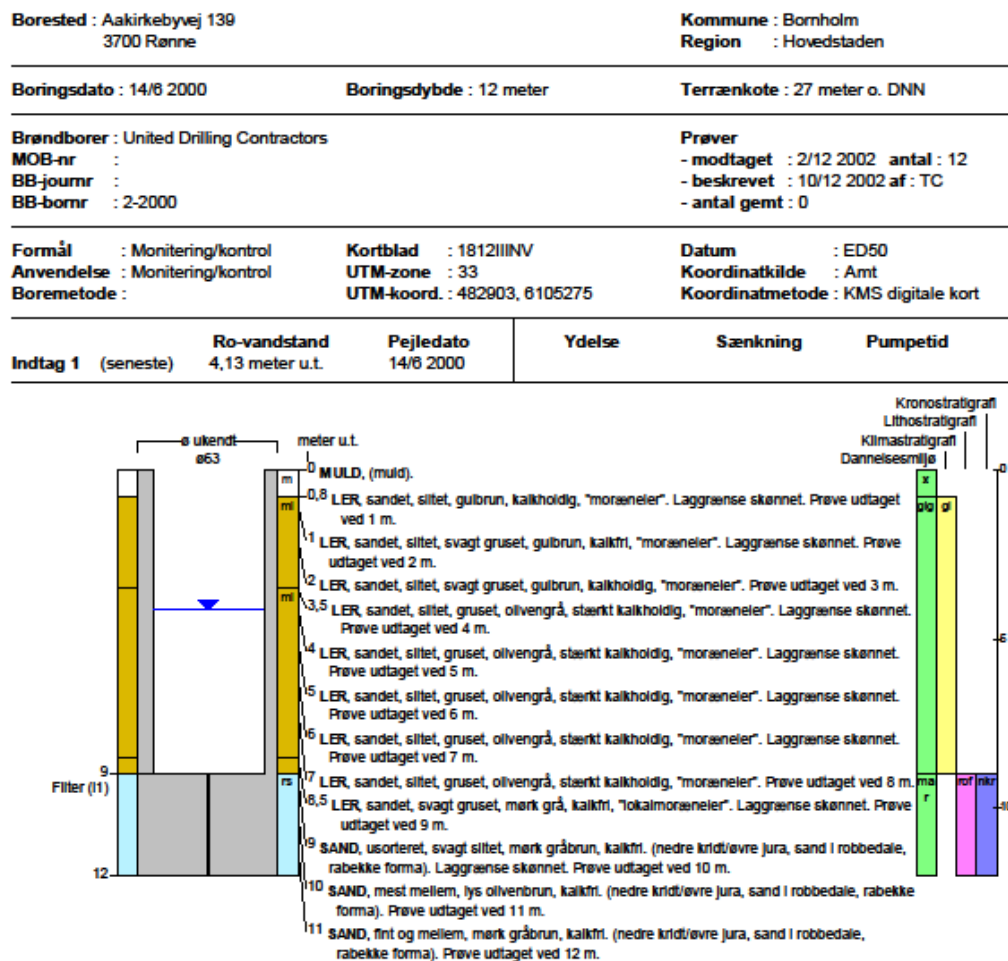 Borested : Aakirkebyvej 139
3700 Rønne
Kommune : Bornholm
Region : Hovedstaden
Boringsdato : 14/6 2000
Boringsdybde : 12 meter
Terrænkote : 27 meter o. DNN
Brøndborer : United Drilling Contractors
MOB-nr :
BB-journr :
BB-bornr : 2-2000
Prøver
- modtaget : 2/12 2002 antal : 12
- beskrevet : 10/12 2002 af : TC
- antal gemt : 0
Formål : Monitering/kontrol
Anvendelse : Monitering/kontrol
Boremetode :
Kortblad : 1812IIINV
UTM-zone : 33
UTM-koord. : 482903, 6105275
Datum : ED50
Koordinatkilde : Amt
Koordinatmetode : KMS digitale kort
Ro-vandstand Pejledato Ydelse Sænkning Pumpetid
Indtag 1 (seneste) 4,13 meter u.t. 14/6 2000
Kronostratigrafi
Lithostratigrafi
Klimastratigrafi
Dannelsesmiljø
ø ukendt
ø63
meter u.t.
0 MULD, (muld).
0,8 LER, sandet, siltet, gulbrun, kalkholdig, "moræneler". Laggrænse skønnet. Prøve udtaget
ved 1 m.
1 LER, sandet, siltet, svagt gruset, gulbrun, kalkfri, "moræneler". Laggrænse skønnet. Prøve
udtaget ved 2 m.
2 LER, sandet, siltet, svagt gruset, gulbrun, kalkholdig, "moræneler". Prøve udtaget ved 3 m.
3,5 LER, sandet, siltet, gruset, olivengrå, stærkt kalkholdig, "moræneler". Laggrænse skønnet.
Prøve udtaget ved 4 m.
4 LER, sandet, siltet, gruset, olivengrå, stærkt kalkholdig, "moræneler". Laggrænse skønnet.
Prøve udtaget ved 5 m.
5 LER, sandet, siltet, gruset, olivengrå, stærkt kalkholdig, "moræneler". Laggrænse skønnet.
Prøve udtaget ved 6 m.
6 LER, sandet, siltet, gruset, olivengrå, stærkt kalkholdig, "moræneler". Laggrænse skønnet.
Prøve udtaget ved 7 m.
7 LER, sandet, siltet, gruset, olivengrå, stærkt kalkholdig, "moræneler". Prøve udtaget ved 8 m.
8,5 LER, sandet, svagt gruset, mørk grå, kalkfri, "lokalmoræneler". Laggrænse skønnet. Prøve
udtaget ved 9 m.
9 SAND, usorteret, svagt siltet, mørk gråbrun, kalkfri. (nedre kridt/øvre jura, sand i robbedale,
rabekke forma). Laggrænse skønnet. Prøve udtaget ved 10 m.
10 SAND, mest mellem, lys olivenbrun, kalkfri. (nedre kridt/øvre jura, sand i robbedale, rabekke
forma). Prøve udtaget ved 11 m.
11 SAND, fint og mellem, mørk gråbrun, kalkfri. (nedre kridt/øvre jura, sand i robbedale,
rabekke forma). Prøve udtaget ved 12 m.
m
ml
ml
rs
9
Filter (I1)
12
x
glg gl
ma
r
rof nkr
0
5